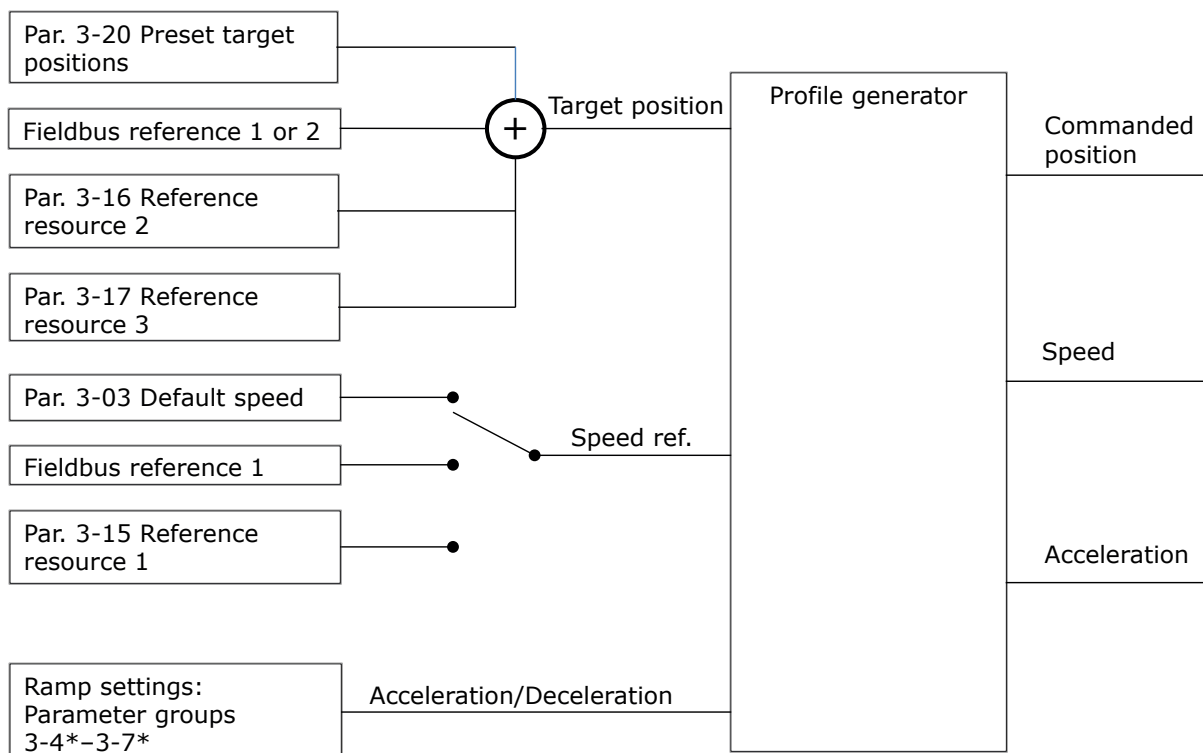 Par. 3-20 Preset target
positions
Fieldbus reference 1 or 2
Par. 3-16 Reference
resource 2
Par. 3-17 Reference
resource 3
Par. 3-03 Default speed
Fieldbus reference 1
Par. 3-15 Reference
resource 1
Ramp settings:
Parameter groups
3-4*–3-7*
+
Target position
Speed ref.
Acceleration/Deceleration
Profile generator
Commanded
position
Speed
Acceleration